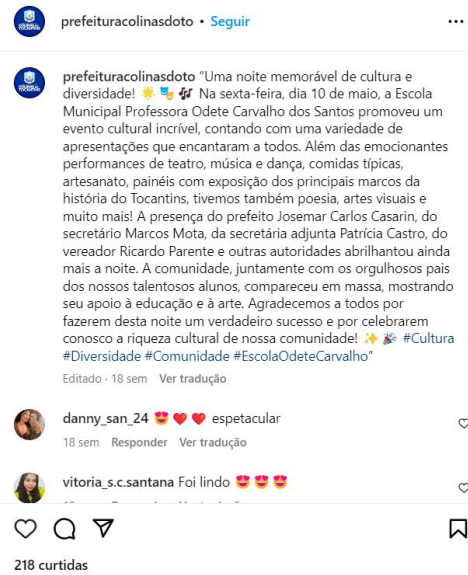 prefeituracolinasdoto • Seguir
prefeituracolinasdoto “Uma noite memorável de cultura e
diversidade! 🌟 🎭 🎶 Na sexta-feira, dia 10 de maio, a Escola
Municipal Professora Odete Carvalho dos Santos promoveu um
evento cultural incrível, contando com uma variedade de
apresentações que encantaram a todos. Além das emocionantes
performances de teatro, música e dança, comidas típicas,
artesanato, painéis com exposição dos principais marcos da
história do Tocantins, tivemos também poesia, artes visuais e
muito mais! A presença do prefeito Josemar Carlos Casarin, do
secretário Marcos Mota, da secretária adjunta Patrícia Castro, do
vereador Ricardo Parente e outras autoridades abrilhantou ainda
mais a noite. A comunidade, juntamente com os orgulhosos pais
dos nossos talentosos alunos, compareceu em massa, mostrando
seu apoio à educação e à arte. Agradecemos a todos por
fazerem desta noite um verdadeiro sucesso e por celebrarem
conosco a riqueza cultural de nossa comunidade! ✨ 🎉 #Cultura
#Diversidade #Comunidade #EscolaOdeteCarvalho”
Editado · 18 sem Ver tradução
danny_san_24 😍 ❤️ ❤️ espetacular
18 sem Responder Ver tradução
vitoria_s.c.santana Foi lindo 😍 😍 😍
218 curtidas